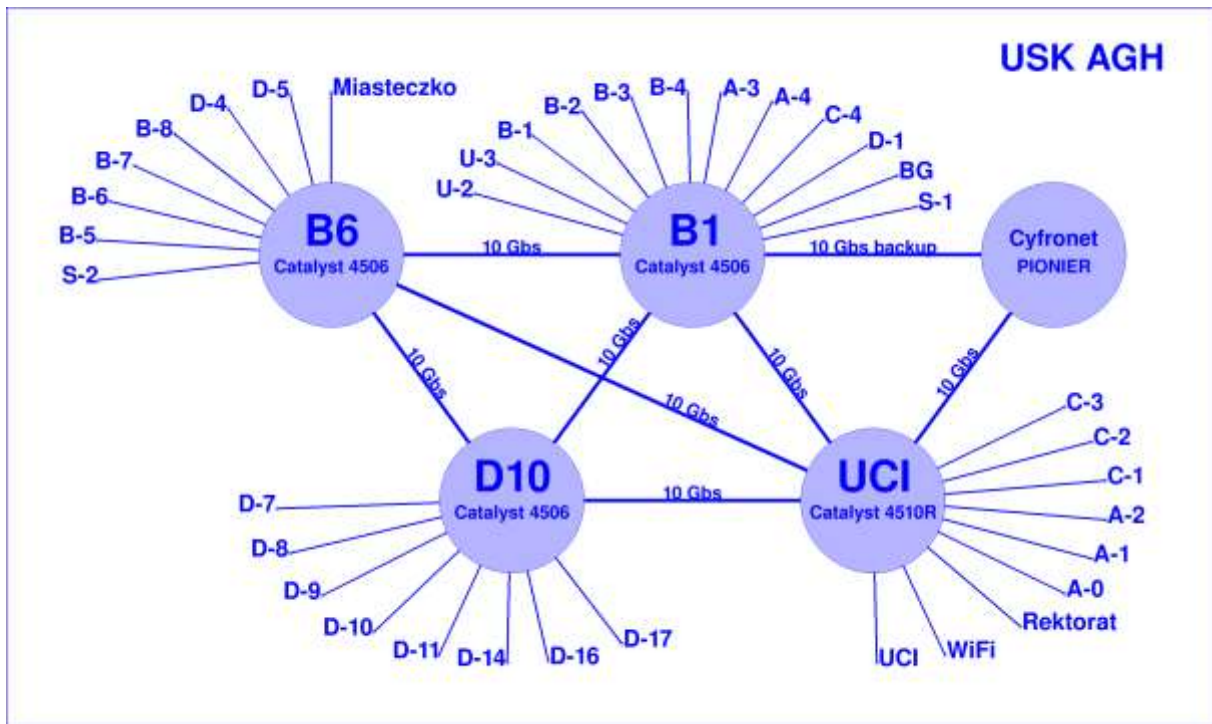 USK AGH
Miasteczko
D-5
D-4
B-8
B-7
B-6
B-5
S-2
B6
Catalyst 4506
10 Gbs
U-2
U-3
B-1
B-2
B-3
B-4
A-3
A-4
C-4
D-1
BG
S-1
B1
Catalyst 4506
10 Gbs backup
Cyfronet
PIONIER
10 Gbs
10 Gbs
10 Gbs
10 Gbs
10 Gbs
D10
Catalyst 4506
10 Gbs
UCI
Catalyst 4510R
D-7
D-8
D-9
D-10
D-11
D-14
D-16
D-17
C-3
C-2
C-1
A-2
A-1
A-0
Rektorat
WiFi
UCI